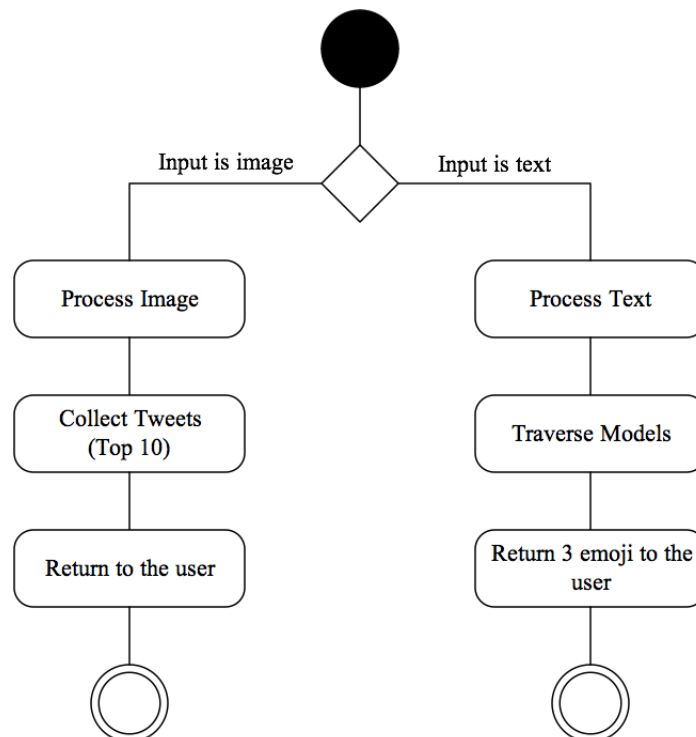 Input is image
Input is text
Process Image
Process Text
Collect Tweets
(Top 10)
Traverse Models
Return to the user
Return 3 emoji to the
user